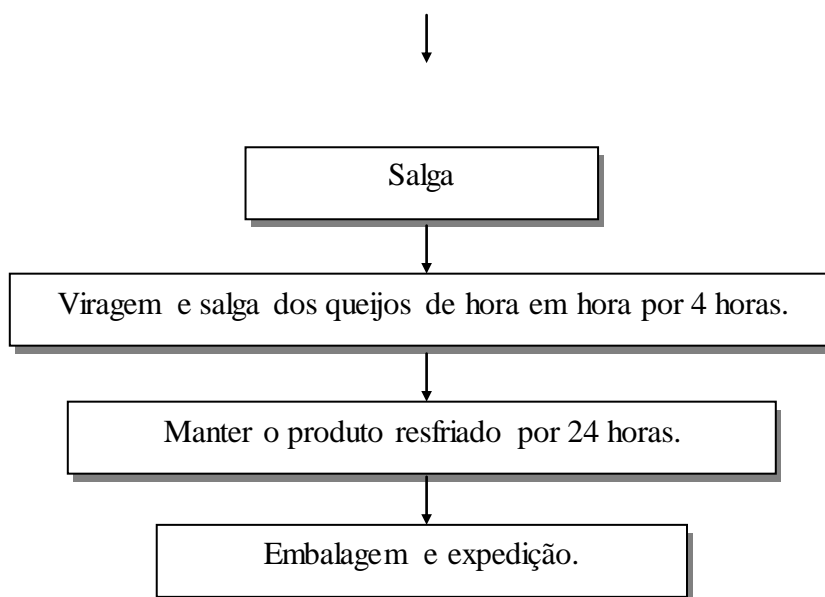 Salga
Viragem e salga dos queijos de hora em hora por 4 horas.
Manter o produto resfriado por 24 horas.
Embalagem e expedição.